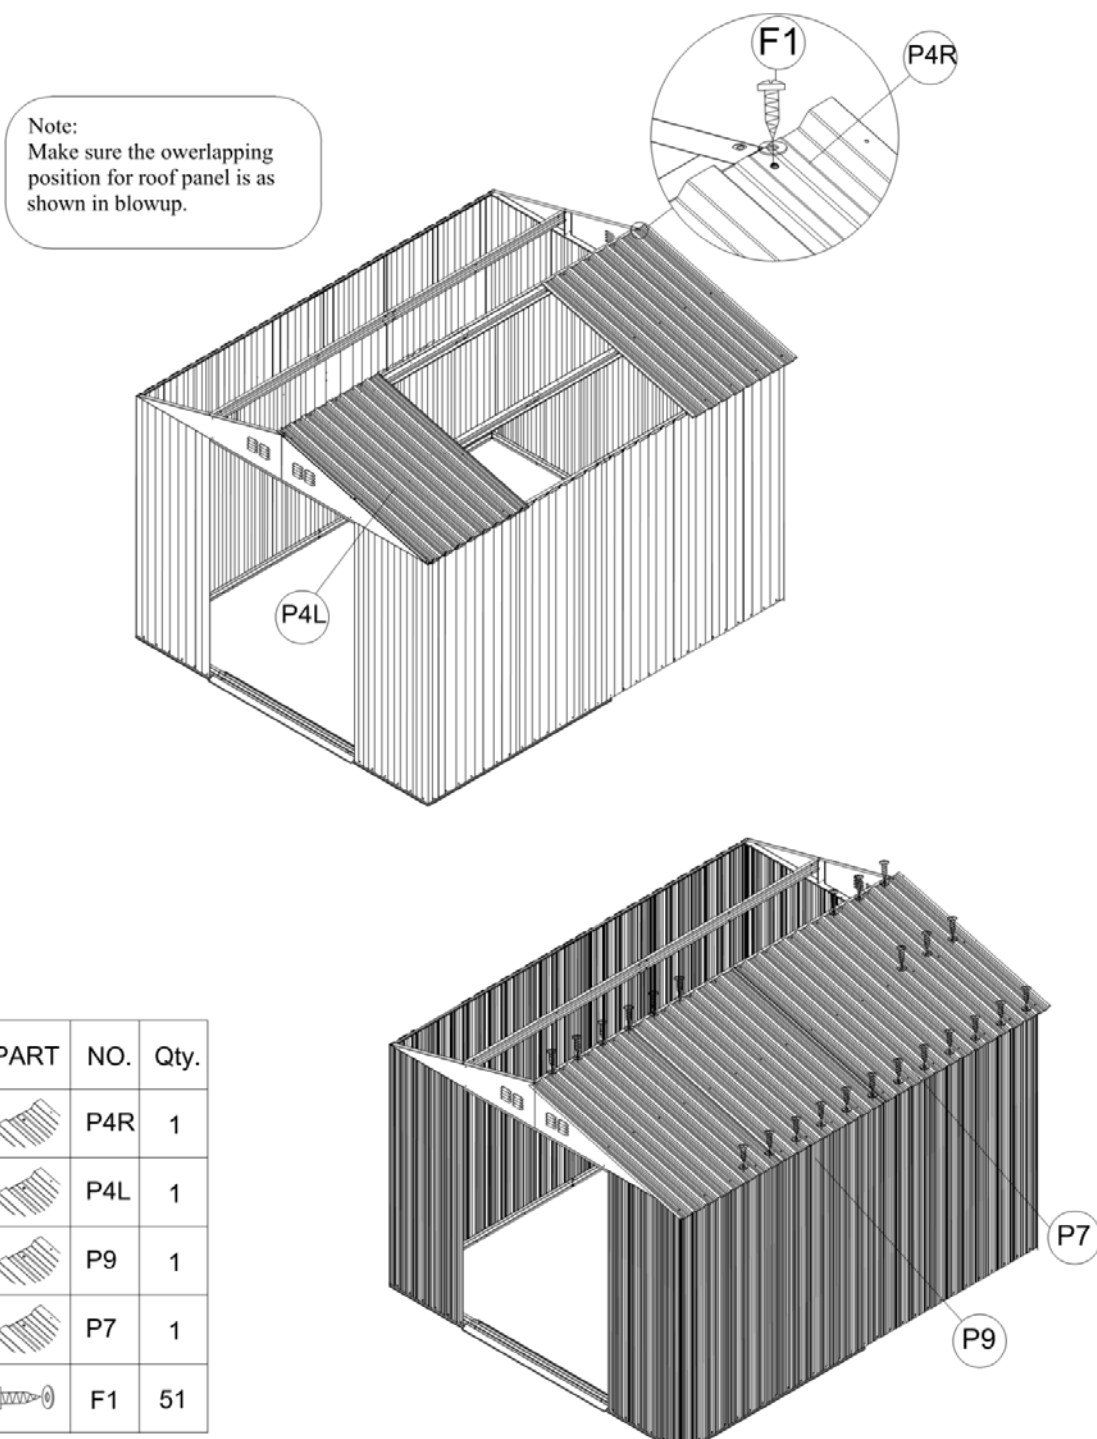 F1
P4R
Note:
Make sure the owerlapping
position for roof panel is as
shown in blowup.
P4L
PART NO. Qty.
P4R 1
P4L 1
P9 1
P7 1
F1 51
P7
P9